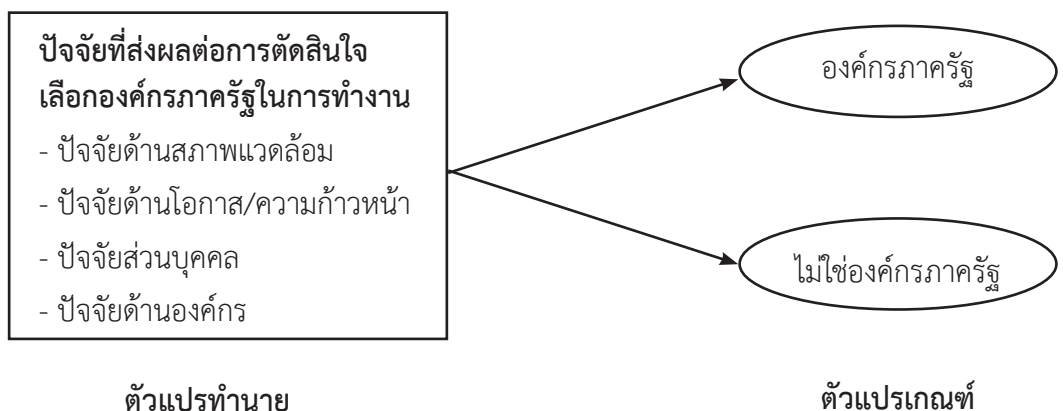 ปัจจัยที่ส่งผลต่อการตัดสินใจ
เลือกองค์กรภาครัฐในการทำงาน
- ปัจจัยด้านสภาพแวดล้อม
- ปัจจัยด้านโอกาส/ความก้าวหน้า
- ปัจจัยส่วนบุคคล
- ปัจจัยด้านองค์กร
ตัวแปรทำนาย
องค์กรภาครัฐ
ไม่ใช่องค์กรภาครัฐ
ตัวแปรเกณฑ์